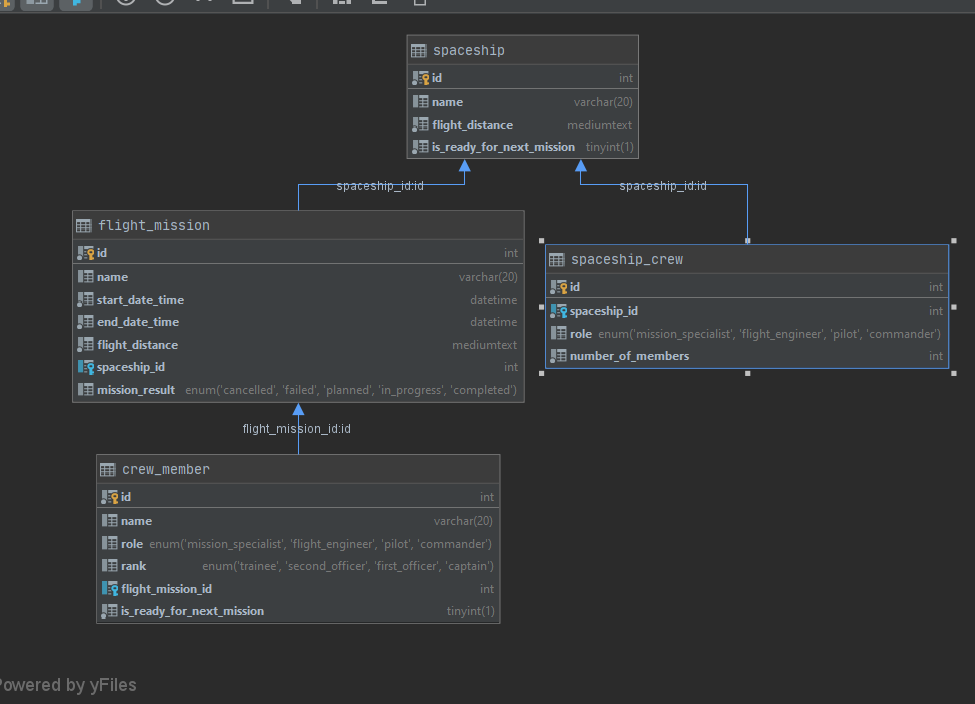 spaceship
id int
name varchar(20)
flight_distance mediumtext
is_ready_for_next_mission tinyint(1)
spaceship_id:id
spaceship_id:id
flight_mission
id int
name varchar(20)
start_date_time datetime
end_date_time datetime
flight_distance mediumtext
spaceship_id int
mission_result enum('cancelled', 'failed', 'planned', 'in_progress', 'completed')
spaceship_crew
id int
spaceship_id int
role enum('mission_specialist', 'flight_engineer', 'pilot', 'commander')
number_of_members int
flight_mission_id:id
crew_member
id int
name varchar(20)
role enum('mission_specialist', 'flight_engineer', 'pilot', 'commander')
rank enum('trainee', 'second_officer', 'first_officer', 'captain')
flight_mission_id int
is_ready_for_next_mission tinyint(1)
Powered by yFiles